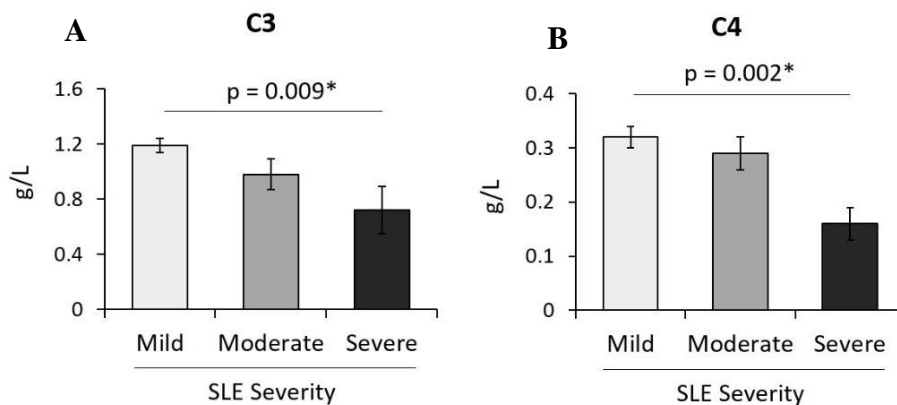 A
C3
p = 0.009*
1.6
1.2
0.8
0.4
0
g/L
Mild Moderate Severe
SLE Severity
B
C4
p = 0.002*
0.4
0.3
0.2
0.1
0
g/L
Mild Moderate Severe
SLE Severity